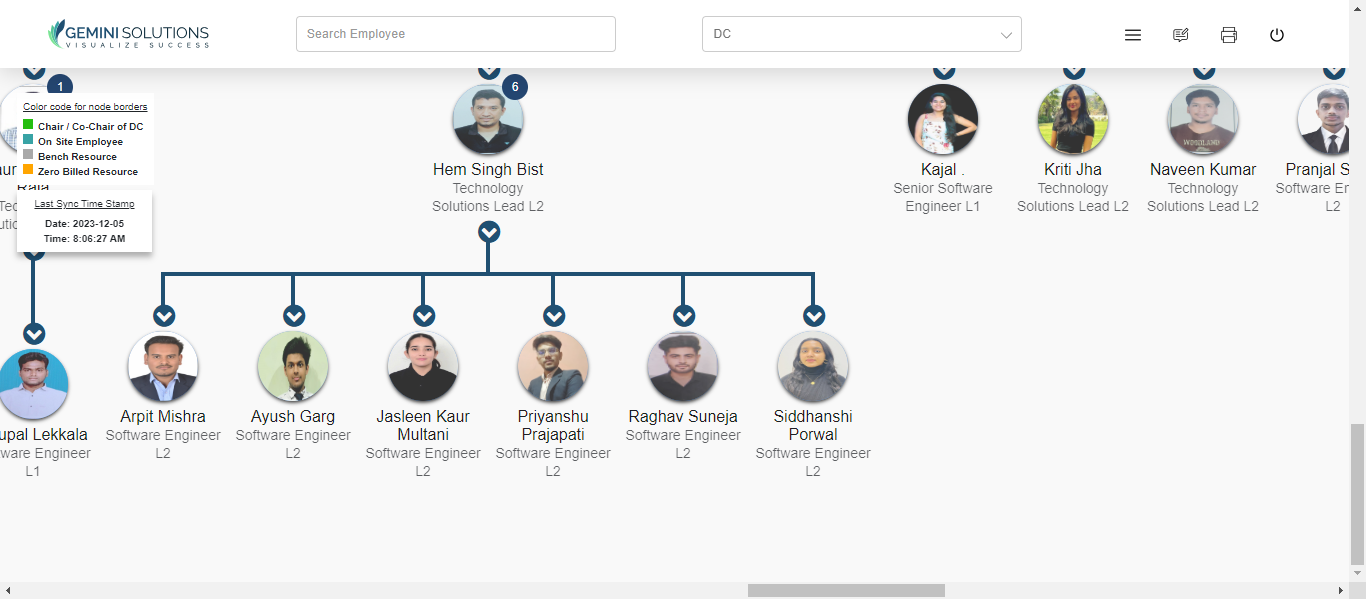 GEMINI SOLUTIONS
VISUALIZE SUCCESS
Search Employee
DC
1
6
Color code for node borders
Chair / Co-Chair of DC
On Site Employee
Bench Resource
Zero Billed Resource
Raja
Last Sync Time Stamp
Date: 2023-12-05
Time: 8:06:27 AM
Hem Singh Bist
Technology
Solutions Lead L2
Kajal .
Senior Software
Engineer L1
Kriti Jha
Technology
Solutions Lead L2
Naveen Kumar
Technology
Solutions Lead L2
Pranjal S
Software En
L2
WOODLAND
upal Lekkala
ware Engineer
L1
Arpit Mishra
Software Engineer
L2
Ayush Garg
Software Engineer
L2
Jasleen Kaur
Multani
Software Engineer
L2
Priyanshu
Prajapati
Software Engineer
L2
Raghav Suneja
Software Engineer
L2
Siddhanshi
Porwal
Software Engineer
L2